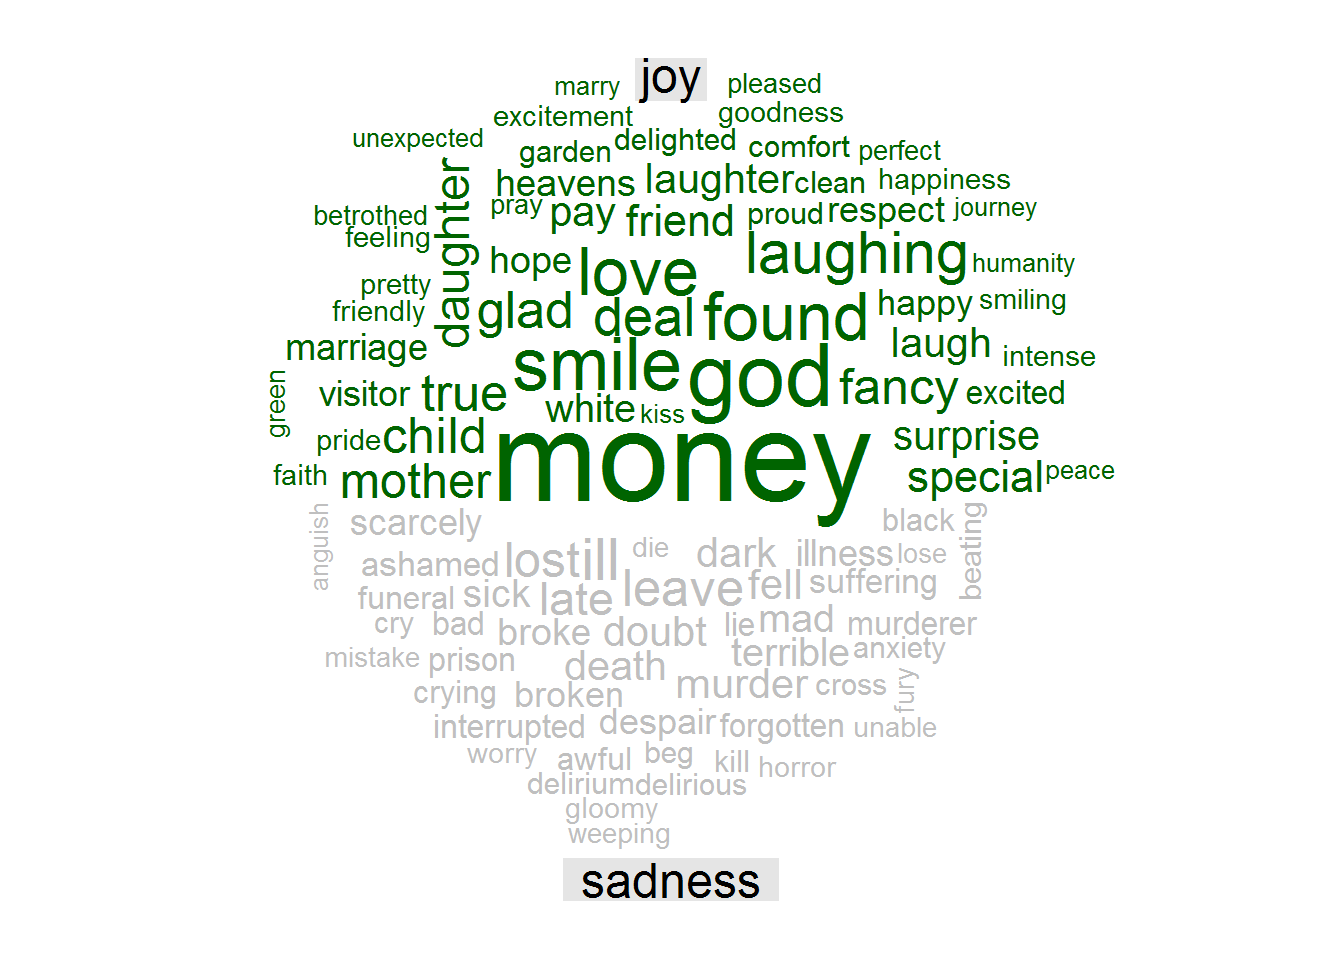 joy
marry pleased
excitement goodness
unexpected garden delighted comfort perfect
daughter heavens laughter clean happiness
betrothed pray pay friend proud respect journey
feeling hope love laughing humanity
pretty glad deal found happy smiling
friendly
marriage smile god laugh intense
green visitor true white kiss fancy excited
pride child money surprise
faith mother special peace
anguish scarcely black beating
ashamed lost ill die dark illness lose
funeral sick late leave fell suffering
cry bad broke doubt lie mad murderer
mistake prison death terrible anxiety
crying broken murder cross fury
interrupted despair forgotten unable
worry awful beg kill horror
delirium delirious
gloomy
weeping
sadness